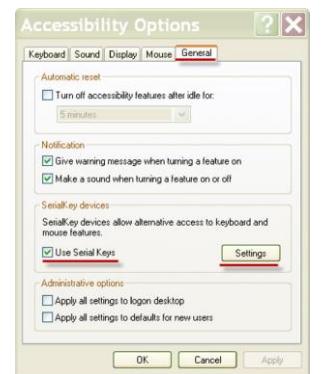 Accessibility Options
Keyboard Sound Display Mouse General
Automatic reset
Turn off accessibility features after idle for:
5 minutes
Notification
Give warning message when turning a feature on
Make a sound when turning a feature on or off
SerialKey devices
SerialKey devices allow alternative access to keyboard and
mouse features.
Use Serial Keys Settings
Administrative options
Apply all settings to logon desktop
Apply all settings to defaults for new users
OK Cancel Apply